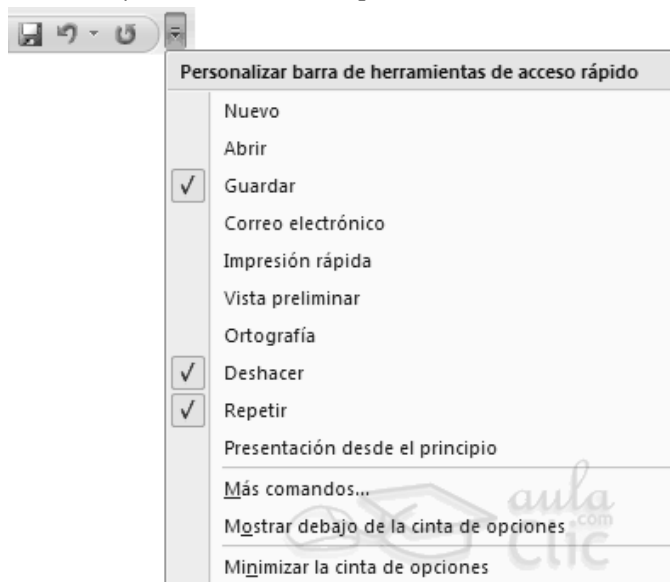 Personalizar barra de herramientas de acceso rápido
Nuevo
Abrir
Guardar
Correo electrónico
Impresión rápida
Vista preliminar
Ortografía
Deshacer
Repetir
Presentación desde el principio
Más comandos...
Mostrar debajo de la cinta de opciones
Minimizar la cinta de opciones
aula
.com
clic